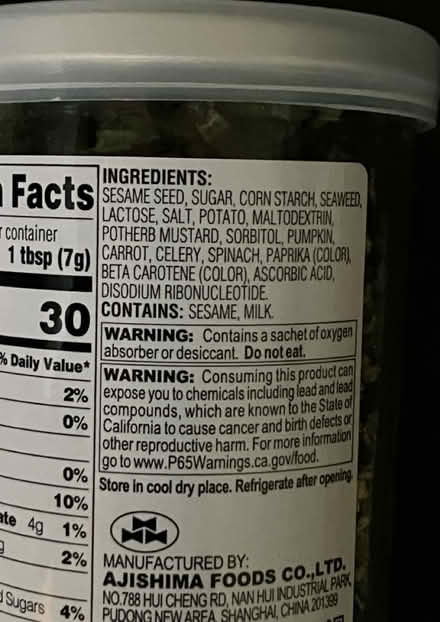 Facts
container
1 tbsp (7g)
30
% Daily Value*
2%
0%
0%
10%
4g 1%
2%
Sugars 4%
INGREDIENTS:
SESAME SEED, SUGAR, CORN STARCH, SEAWEED,
LACTOSE, SALT, POTATO, MALTODEXTRIN,
POTHERB MUSTARD, SORBITOL, PUMPKIN,
CARROT, CELERY, SPINACH, PAPRIKA (COLOR),
BETA CAROTENE (COLOR), ASCORBIC ACID,
DISODIUM RIBONUCLEOTIDE.
CONTAINS: SESAME, MILK.
WARNING: Contains a sachet of oxygen
absorber or desiccant. Do not eat.
WARNING: Consuming this product can
expose you to chemicals including lead and lead
compounds, which are known to the State of
California to cause cancer and birth defects or
other reproductive harm. For more information
go to www.P65Warnings.ca.gov/food.
Store in cool dry place. Refrigerate after opening.
MANUFACTURED BY:
AJISHIMA FOODS CO., LTD.
NO.788 HUI CHENG RD, NAN HUI INDUSTRIAL PARK,
PUDONG NEW AREA, SHANGHAI, CHINA 201399